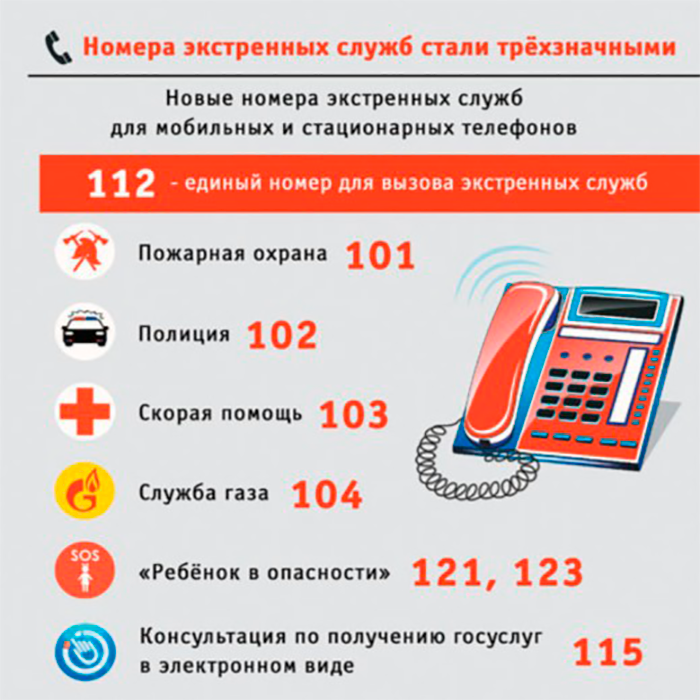 Номера экстренных служб стали трёхзначными
Новые номера экстренных служб
для мобильных и стационарных телефонов
112 - единый номер для вызова экстренных служб
Пожарная охрана 101
Полиция 102
Скорая помощь 103
Служба газа 104
SOS
«Ребёнок в опасности» 121, 123
Консультация по получению госуслуг
в электронном виде 115